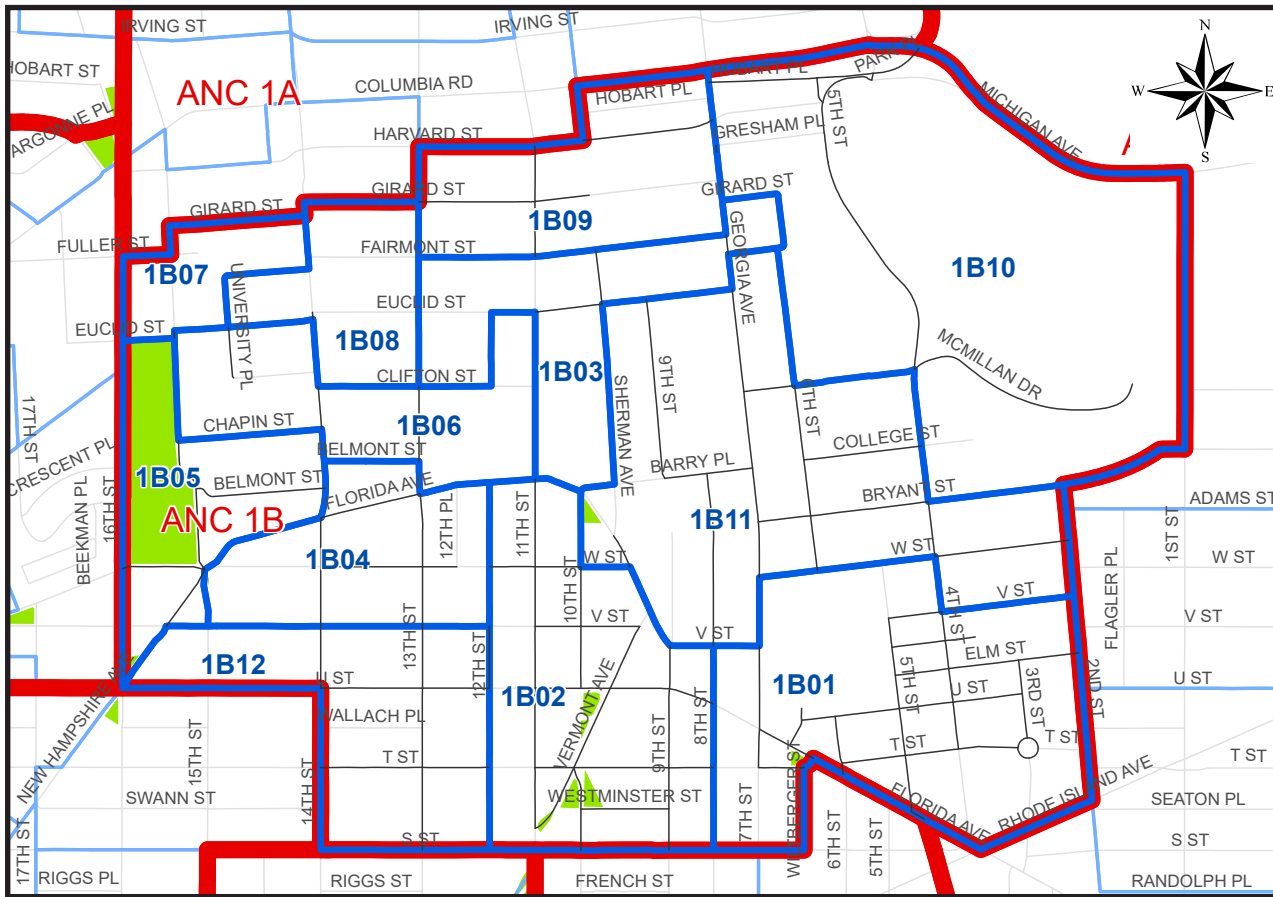 IRVING ST
IRVING ST
N
HOBART ST
ANC 1A
COLUMBIA RD
HOBART PL
PARK PL
5TH ST
MICHIGAN AVE
W
E
S
ARGONNE PL
HARVARD ST
GRESHAM PL
GIRARD ST
GIRARD ST
GIRARD ST
1B09
FULLER ST
FAIRMONT ST
GEORGIA AVE
1B07
UNIVERSITY PL
1B10
EUCLID ST
EUCLID ST
1B08
CLIFTON ST
1B03
SHERMAN AVE
9TH ST
MCMILLAN DR
17TH ST
CHAPIN ST
1B06
6TH ST
COLLEGE ST
CRESCENT PL
BELMONT ST
BARRY PL
1B05
BELMONT ST
FLORIDA AVE
BRYANT ST
ADAMS ST
BEEKMAN PL
16TH ST
ANC 1B
12TH PL
11TH ST
1B11
1ST ST
1B04
W ST
W ST
W ST
10TH ST
4TH ST
V ST
FLAGLER PL
V ST
V ST
V ST
13TH ST
12TH ST
ELM ST
1B12
U ST
1B02
1B01
5TH ST
U ST
3RD ST
2ND ST
U ST
NEW HAMPSHIRE AVE
WALLACH PL
VERMONT AVE
9TH ST
8TH ST
15TH ST
14TH ST
T ST
T ST
T ST
SWANN ST
WESTMINSTER ST
7TH ST
WILTBERGER ST
FLORIDA AVE
RHODE ISLAND AVE
SEATON PL
17TH ST
S ST
6TH ST
5TH ST
S ST
RIGGS PL
RIGGS ST
FRENCH ST
RANDOLPH PL